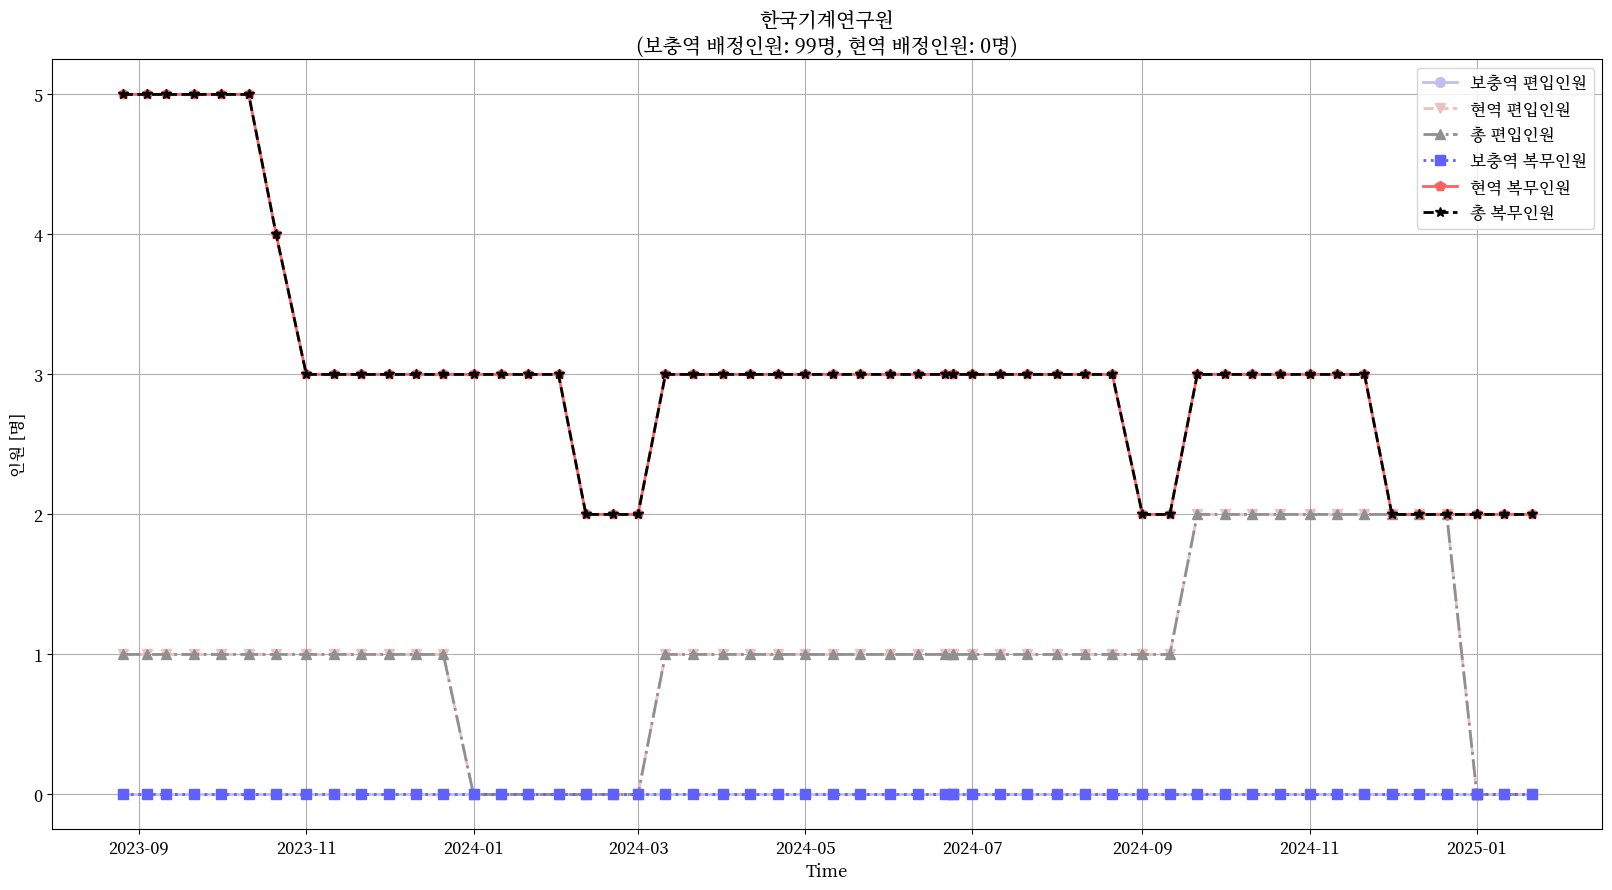 한국기계연구원
(보충역 배정인원: 99명, 현역 배정인원: 0명)
보충역 편입인원
현역 편입인원
총 편입인원
보충역 복무인원
현역 복무인원
총 복무인원
인원 [명]
5
4
3
2
1
0
2023-09 2023-11 2024-01 2024-03 2024-05 2024-07 2024-09 2024-11 2025-01
Time